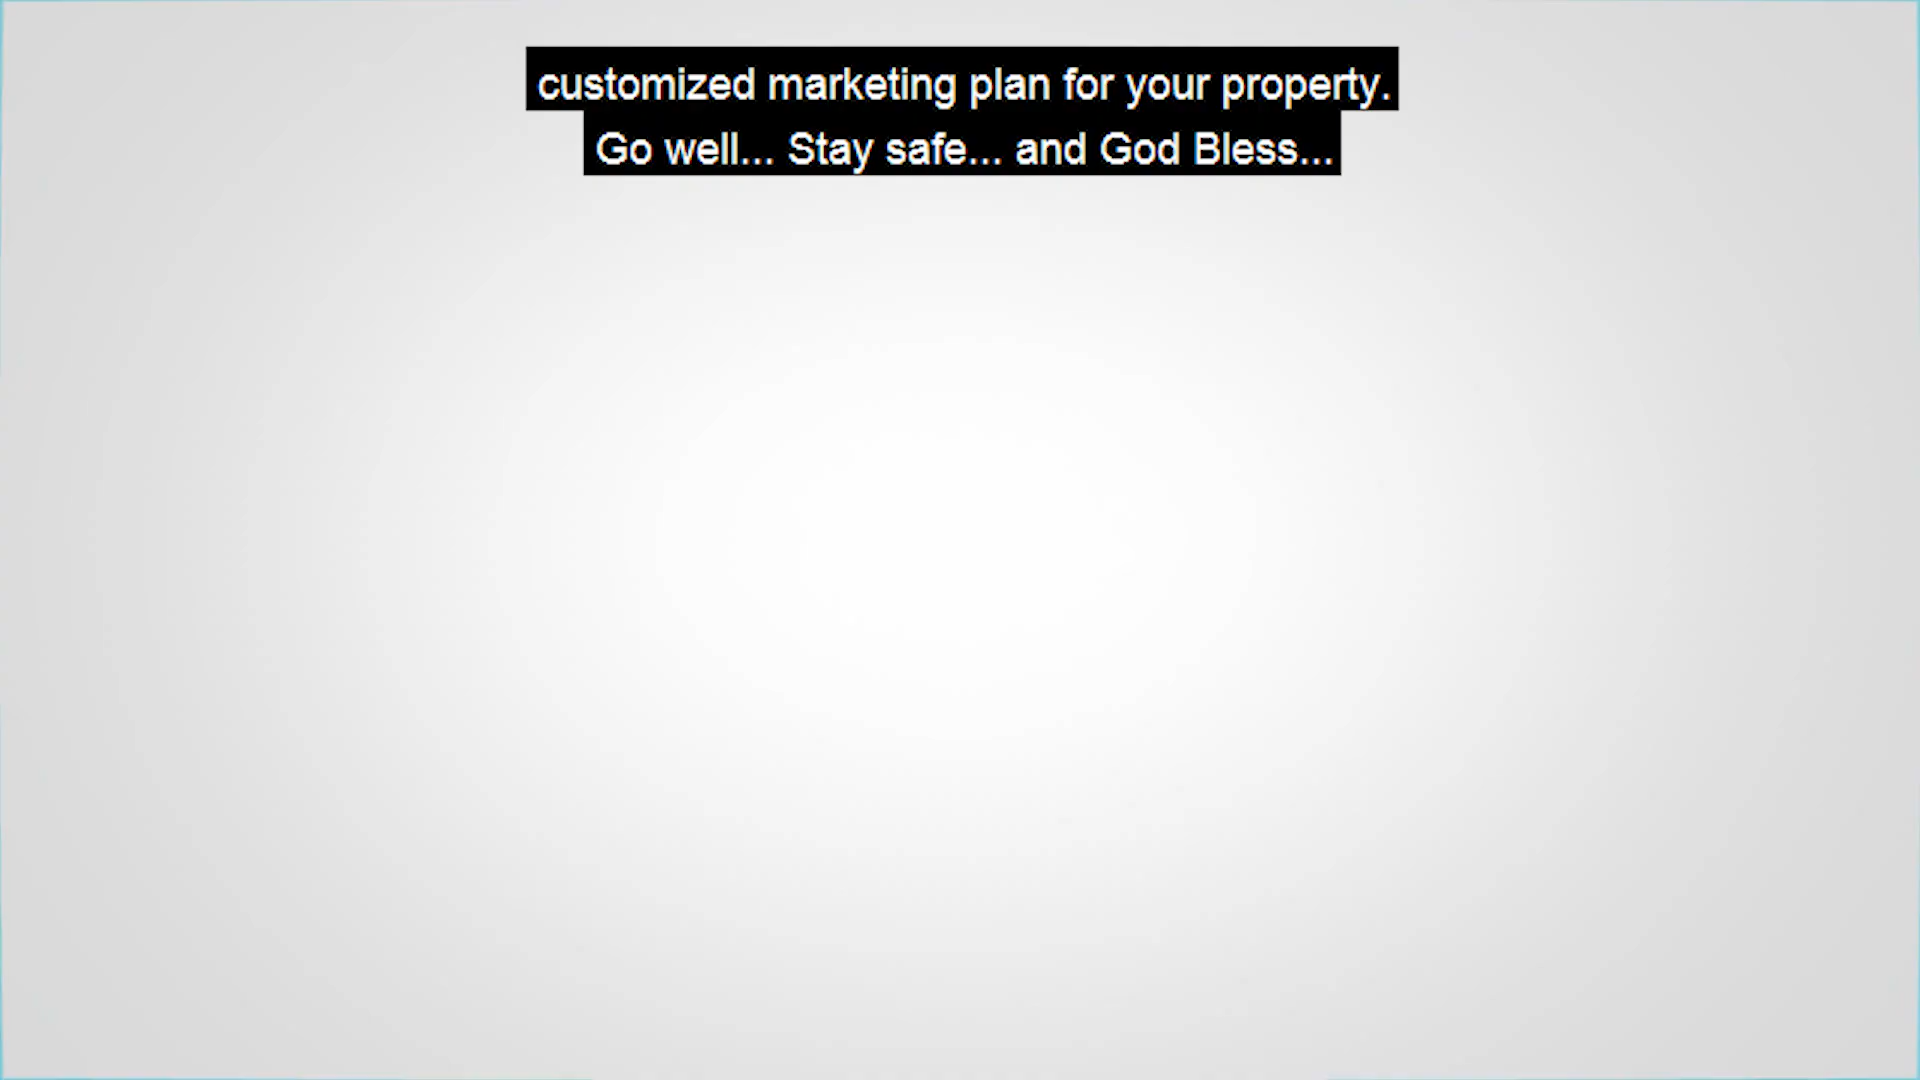 customized marketing plan for your property.
Go well... Stay safe... and God Bless...